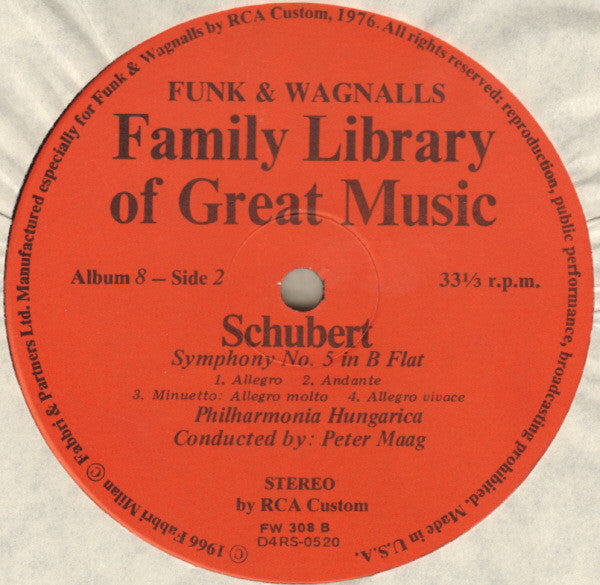 © 1966 Fabbri Milan © Fabbri & Partners Ltd. Manufactured especially for Funk & Wagnalls by RCA Custom, 1976. All rights reserved: reproduction, public performance, broadcasting prohibited. Made in U.S.A.
FUNK & WAGNALLS
Family Library
of Great Music
Album 8 – Side 2
33⅓ r.p.m.
Schubert
Symphony No. 5 in B Flat
1. Allegro 2. Andante
3. Minuetto: Allegro molto 4. Allegro vivace
Philharmonia Hungarica
Conducted by: Peter Maag
STEREO
by RCA Custom
FW 308 B
D4RS-0520